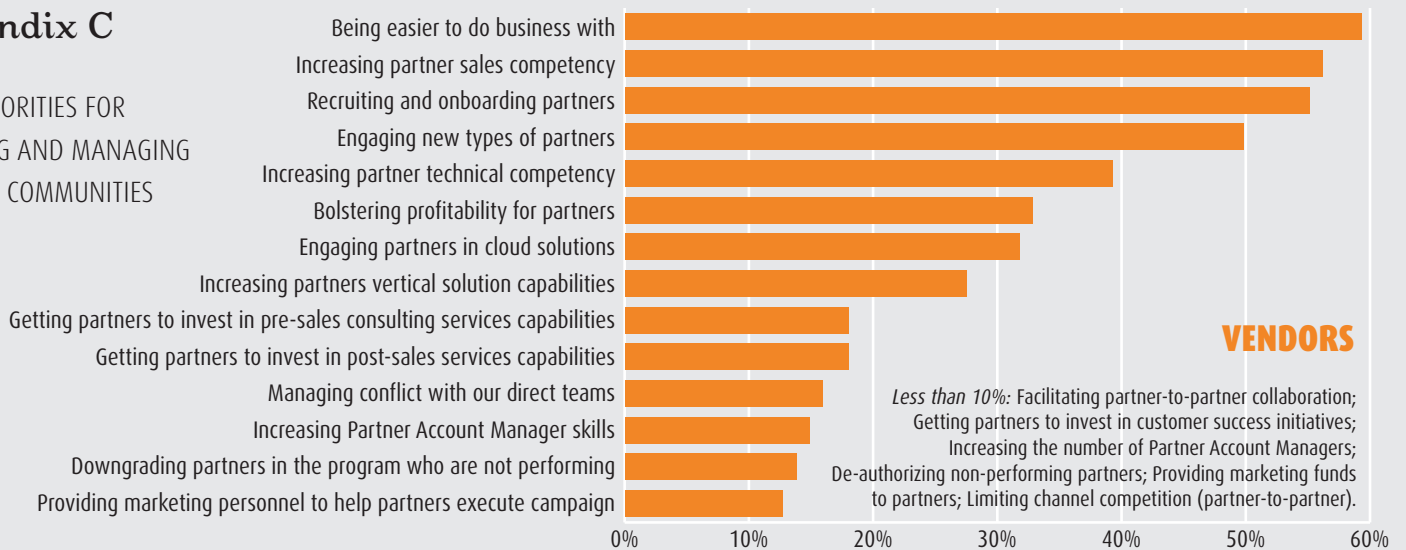 ndix C
ORITIES FOR
G AND MANAGING
COMMUNITIES
Being easier to do business with
Increasing partner sales competency
Recruiting and onboarding partners
Engaging new types of partners
Increasing partner technical competency
Bolstering profitability for partners
Engaging partners in cloud solutions
Increasing partners vertical solution capabilities
Getting partners to invest in pre-sales consulting services capabilities
Getting partners to invest in post-sales services capabilities
Managing conflict with our direct teams
Increasing Partner Account Manager skills
Downgrading partners in the program who are not performing
Providing marketing personnel to help partners execute campaign
VENDORS
Less than 10%: Facilitating partner-to-partner collaboration;
Getting partners to invest in customer success initiatives;
Increasing the number of Partner Account Managers;
De-authorizing non-performing partners; Providing marketing funds
to partners; Limiting channel competition (partner-to-partner).
0% 10% 20% 30% 40% 50% 60%